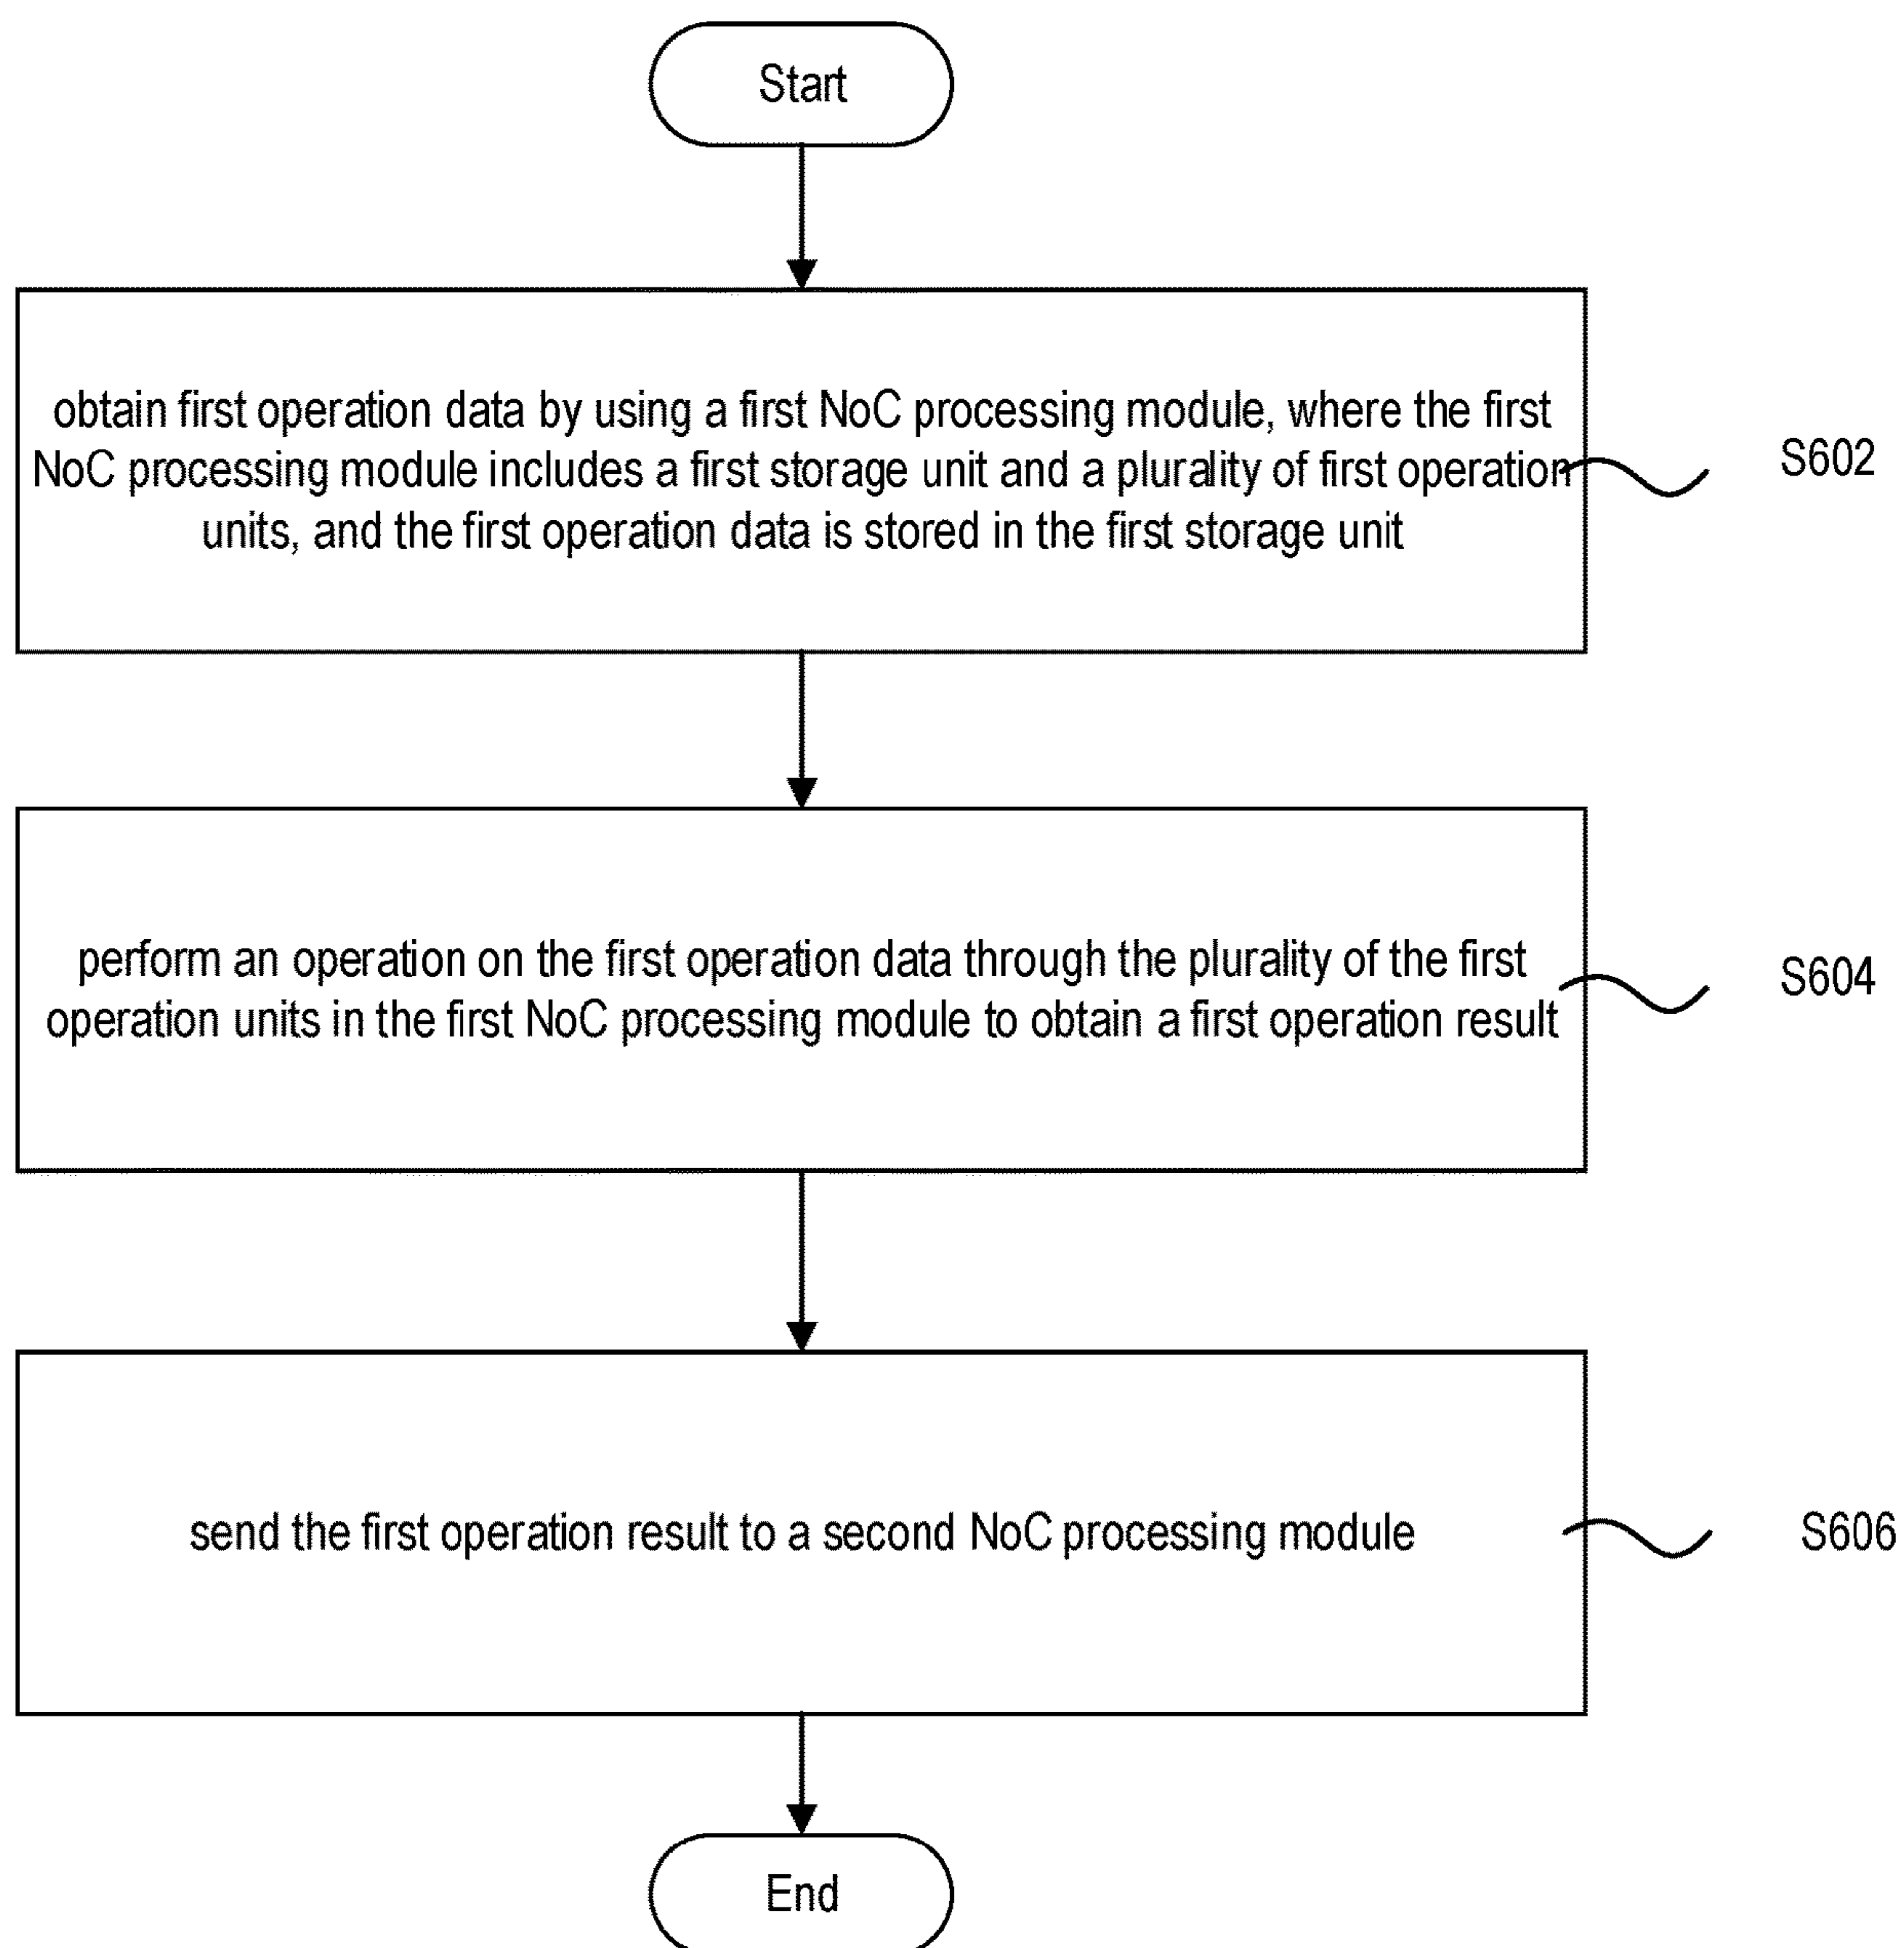 Start
obtain first operation data by using a first NoC processing module, where the first
NoC processing module includes a first storage unit and a plurality of first operation
units, and the first operation data is stored in the first storage unit
S602
perform an operation on the first operation data through the plurality of the first
operation units in the first NoC processing module to obtain a first operation result
S604
send the first operation result to a second NoC processing module
S606
End